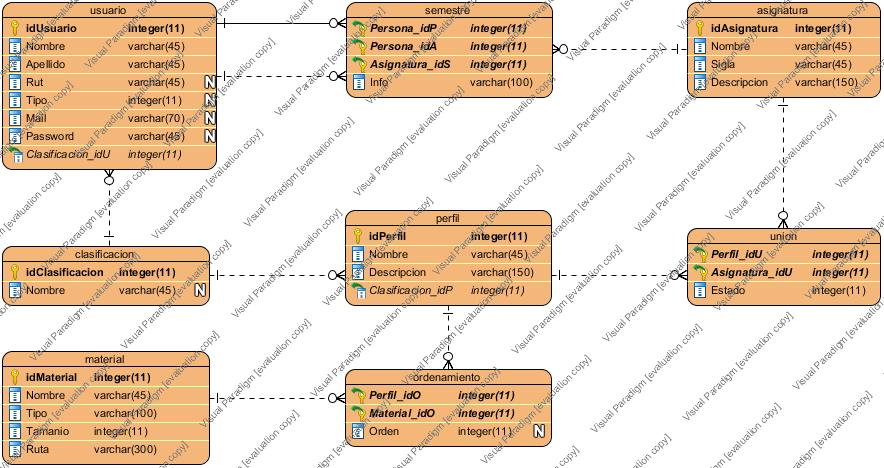 usuario
idUsuario integer(11)
Nombre varchar(45)
Apellido varchar(45)
Rut varchar(45) N
Tipo integer(11) N
Mail varchar(70) N
Password varchar(45) N
Clasificacion_idU integer(11)
semestre
Persona_idP integer(11)
Persona_idA integer(11)
Asignatura_idS integer(11)
Info varchar(100)
asignatura
idAsignatura integer(11)
Nombre varchar(45)
Sigla varchar(45)
Descripcion varchar(150)
clasificacion
idClasificacion integer(11)
Nombre varchar(45) N
perfil
idPerfil integer(11)
Nombre varchar(45)
Descripcion varchar(150)
Clasificacion_idP integer(11)
union
Perfil_idU integer(11)
Asignatura_idU integer(11)
Estado integer(11)
material
idMaterial integer(11)
Nombre varchar(45)
Tipo varchar(100)
Tamanio integer(11)
Ruta varchar(300)
ordenamiento
Perfil_idO integer(11)
Material_idO integer(11)
Orden integer(11) N
Visual Paradigm [evaluation copy]